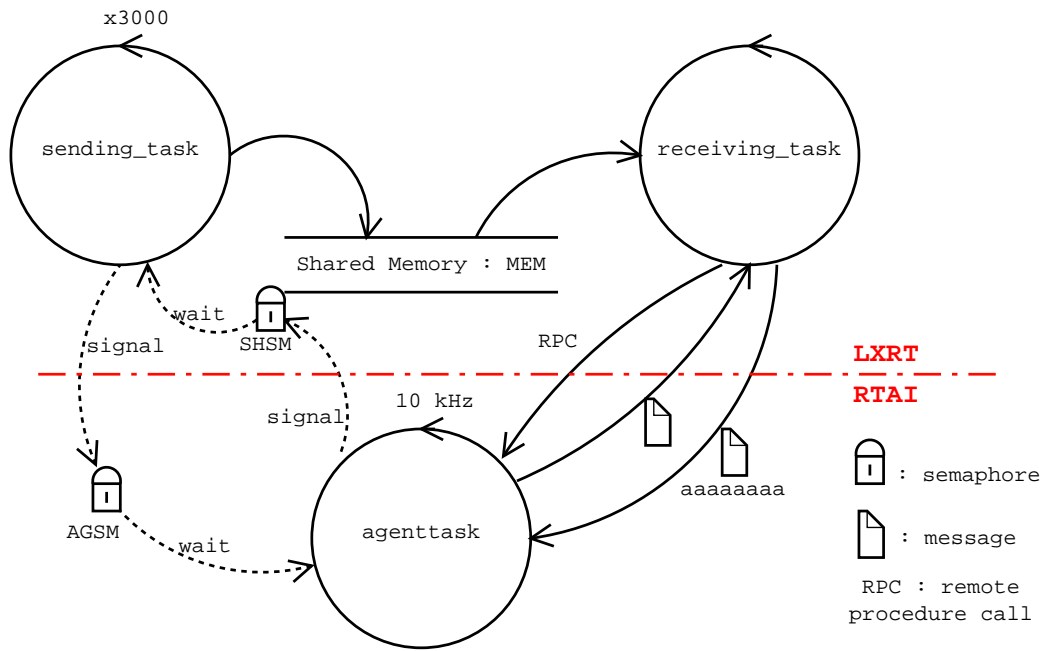 x3000
sending_task
receiving_task
Shared Memory : MEM
wait
SHSM
signal
RPC
LXRT
RTAI
10 kHz
signal
aaaaaaaa
: semaphore
AGSM
wait
agenttask
: message
RPC : remote
procedure call